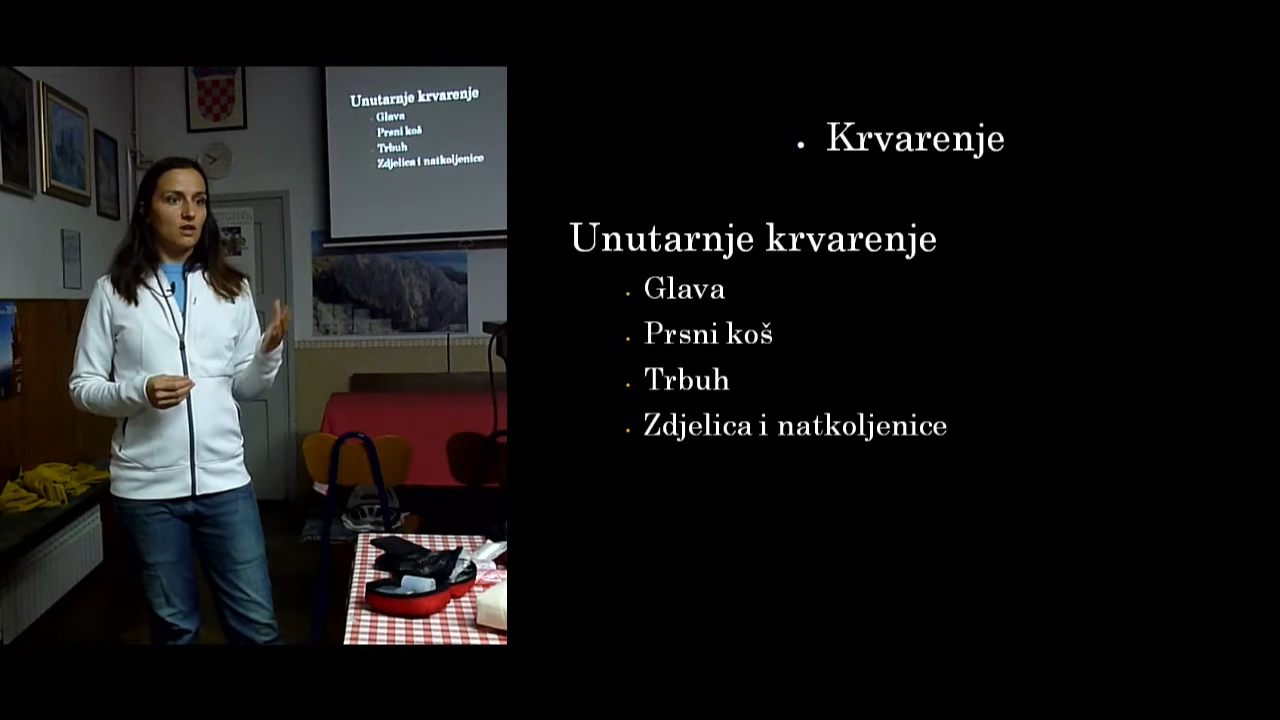 Unutarnje krvarenje
Glava
Prsni koš
Trbuh
Zdjelica i natkoljenice
• Krvarenje
Unutarnje krvarenje
• Glava
• Prsni koš
• Trbuh
• Zdjelica i natkoljenice